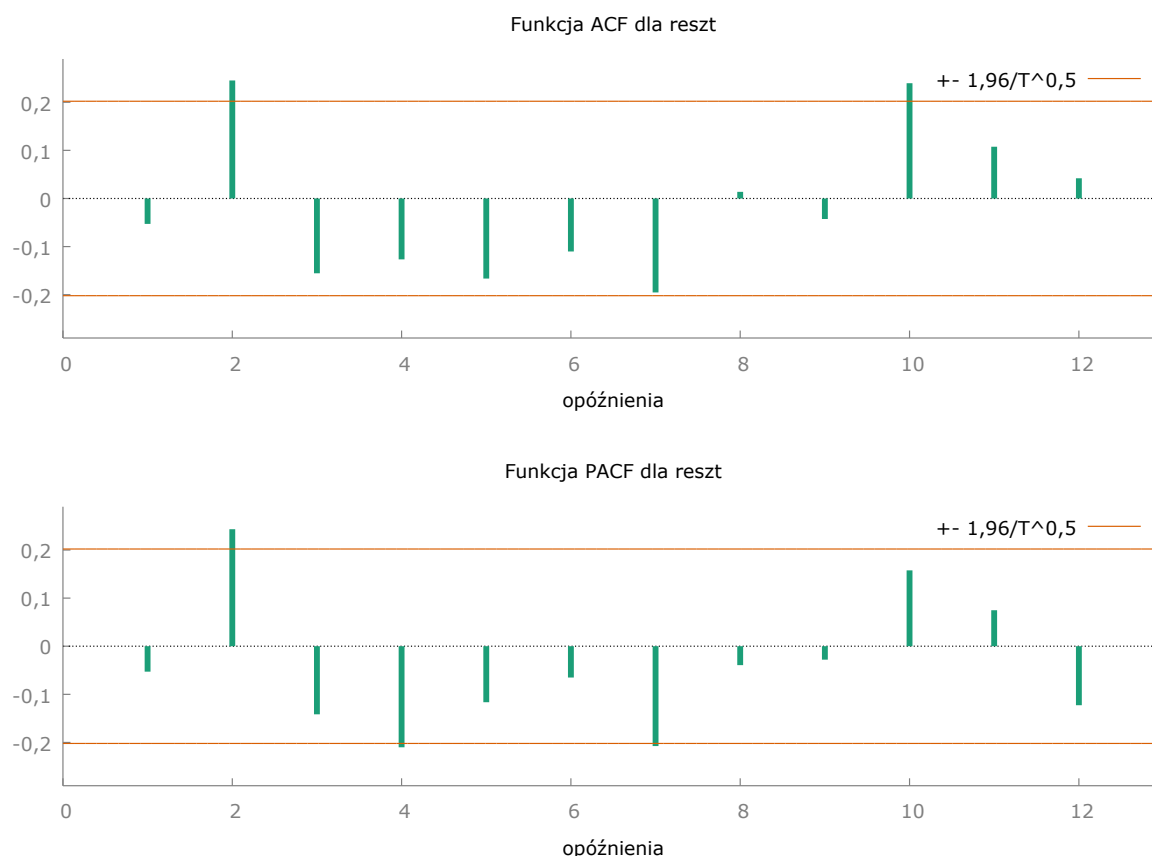 Funkcja ACF dla reszt
+- 1,96/T^0,5
0,2
0,1
0
-0,1
-0,2
0 2 4 6 8 10 12
opóźnienia
Funkcja PACF dla reszt
+- 1,96/T^0,5
0,2
0,1
0
-0,1
-0,2
0 2 4 6 8 10 12
opóźnienia